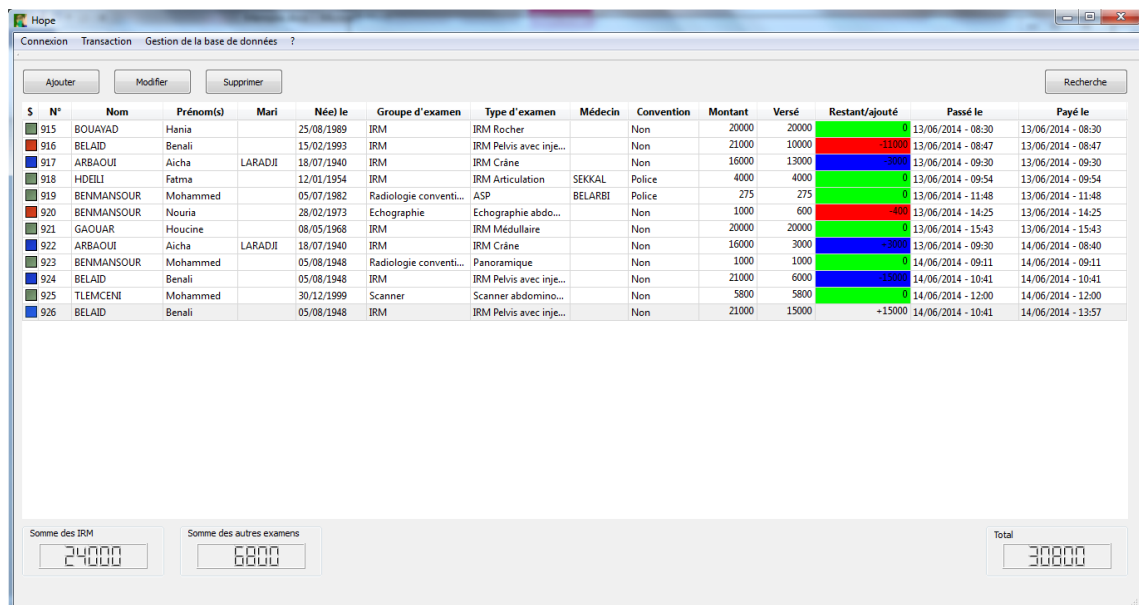 Hope
Connexion Transaction Gestion de la base de données ?
Ajouter Modifier Supprimer Recherche
S N° Nom Prénom(s) Mari Née) le Groupe d'examen Type d'examen Médecin Convention Montant Versé Restant/ajouté Passé le Payé le
915 BOUAYAD Hania 25/08/1989 IRM IRM Rocher Non 20000 20000 0 13/06/2014 - 08:30 13/06/2014 - 08:30
916 BELAID Benali 15/02/1993 IRM IRM Pelvis avec inje... Non 21000 10000 -11000 13/06/2014 - 08:47 13/06/2014 - 08:47
917 ARBAOUI Aicha LARADJI 18/07/1940 IRM IRM Crâne Non 16000 13000 -3000 13/06/2014 - 09:30 13/06/2014 - 09:30
918 HDEILI Fatma 12/01/1954 IRM IRM Articulation SEKKAL Police 4000 4000 0 13/06/2014 - 09:54 13/06/2014 - 09:54
919 BENMANSOUR Mohammed 05/07/1982 Radiologie conventi... ASP BELARBI Police 275 275 0 13/06/2014 - 11:48 13/06/2014 - 11:48
920 BENMANSOUR Nouria 28/02/1973 Echographie Echographie abdo... Non 1000 600 -400 13/06/2014 - 14:25 13/06/2014 - 14:25
921 GAOUAR Houcine 08/05/1968 IRM IRM Médullaire Non 20000 20000 0 13/06/2014 - 15:43 13/06/2014 - 15:43
922 ARBAOUI Aicha LARADJI 18/07/1940 IRM IRM Crâne Non 16000 3000 +3000 13/06/2014 - 09:30 14/06/2014 - 08:40
923 BENMANSOUR Mohammed 05/08/1948 Radiologie conventi... Panoramique Non 1000 1000 0 14/06/2014 - 09:11 14/06/2014 - 09:11
924 BELAID Benali 05/08/1948 IRM IRM Pelvis avec inje... Non 21000 6000 -15000 14/06/2014 - 10:41 14/06/2014 - 10:41
925 TLEMCENI Mohammed 30/12/1999 Scanner Scanner abdomino... Non 5800 5800 0 14/06/2014 - 12:00 14/06/2014 - 12:00
926 BELAID Benali 05/08/1948 IRM IRM Pelvis avec inje... Non 21000 15000 +15000 14/06/2014 - 10:41 14/06/2014 - 13:57
Somme des IRM Somme des autres examens Total
24000 6800 30800